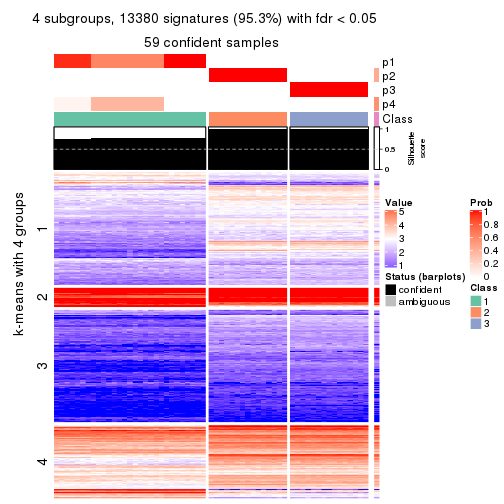 4 subgroups, 13380 signatures (95.3%) with fdr < 0.05
59 confident samples
p1
p2
p3
p4
Class
1
0.5
0
Silhouette
score
k-means with 4 groups
1
2
3
4
Value
5
4
3
2
1
Status (barplots)
confident
ambiguous
Prob
1
0.8
0.6
0.4
0.2
0
Class
1
2
3